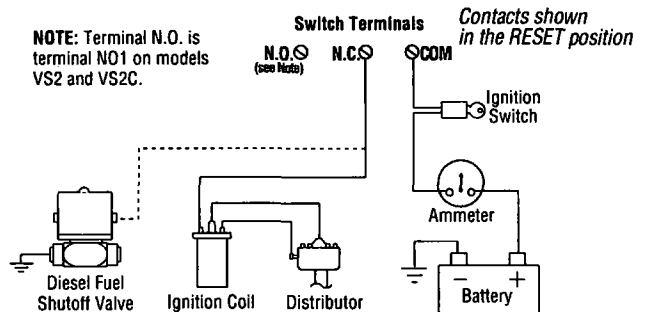 Switch Terminals
Contacts shown
in the RESET position
NOTE: Terminal N.O. is
terminal NO1 on models
VS2 and VS2C.
N.O.
(see Note)
N.C.
COM
Ignition
Switch
Ammeter
Diesel Fuel
Shutoff Valve
Ignition Coil
Distributor
− +
Battery